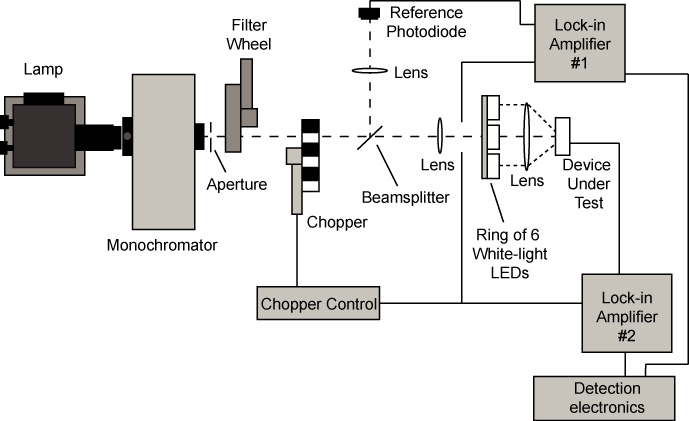 Lamp
Monochromator
Aperture
Filter
Wheel
Chopper
Chopper Control
Reference
Photodiode
Lens
Beamsplitter
Lens
Ring of 6
White-light
LEDs
Lens
Device
Under
Test
Lock-in
Amplifier
#1
Lock-in
Amplifier
#2
Detection
electronics